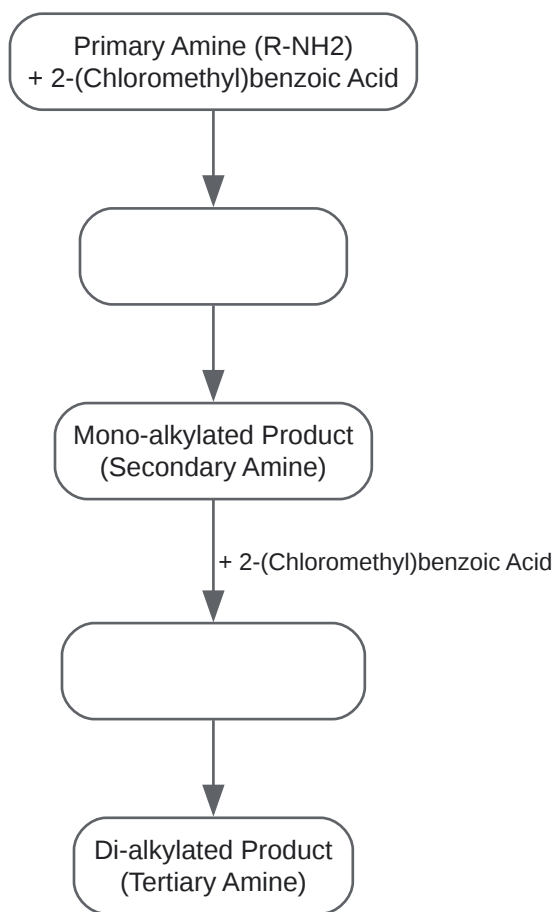 Primary Amine (R-NH2)
+ 2-(Chloromethyl)benzoic Acid
Mono-alkylated Product
(Secondary Amine)
+ 2-(Chloromethyl)benzoic Acid
Di-alkylated Product
(Tertiary Amine)